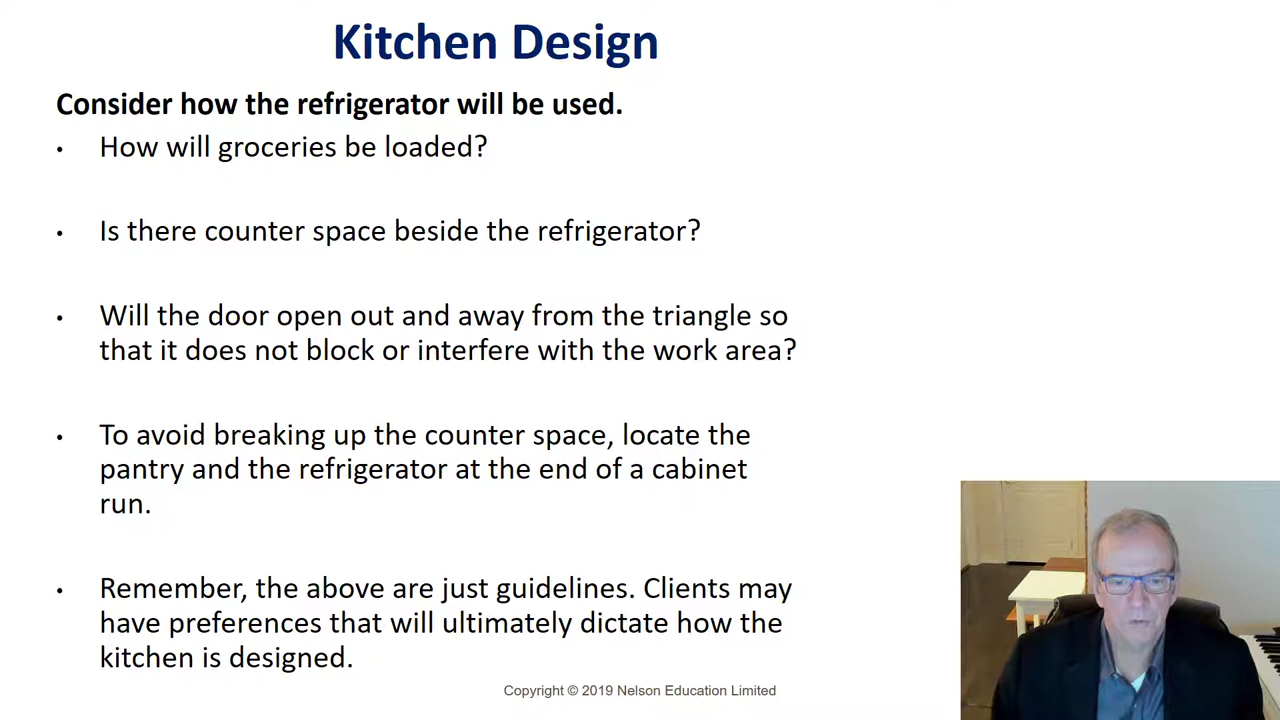 Kitchen Design
Consider how the refrigerator will be used.
• How will groceries be loaded?
• Is there counter space beside the refrigerator?
• Will the door open out and away from the triangle so
that it does not block or interfere with the work area?
• To avoid breaking up the counter space, locate the
pantry and the refrigerator at the end of a cabinet
run.
• Remember, the above are just guidelines. Clients may
have preferences that will ultimately dictate how the
kitchen is designed.
Copyright © 2019 Nelson Education Limited